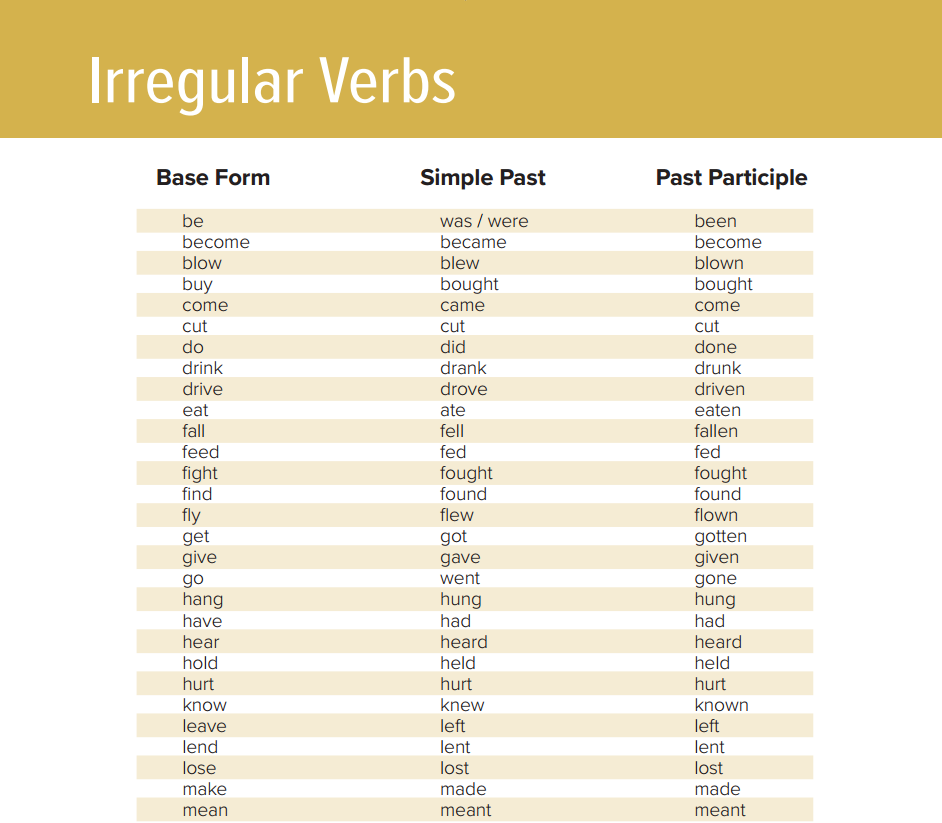 Irregular Verbs
Base Form Simple Past Past Participle
be was / were been
become became become
blow blew blown
buy bought bought
come came come
cut cut cut
do did done
drink drank drunk
drive drove driven
eat ate eaten
fall fell fallen
feed fed fed
fight fought fought
find found found
fly flew flown
get got gotten
give gave given
go went gone
hang hung hung
have had had
hear heard heard
hold held held
hurt hurt hurt
know knew known
leave left left
lend lent lent
lose lost lost
make made made
mean meant meant